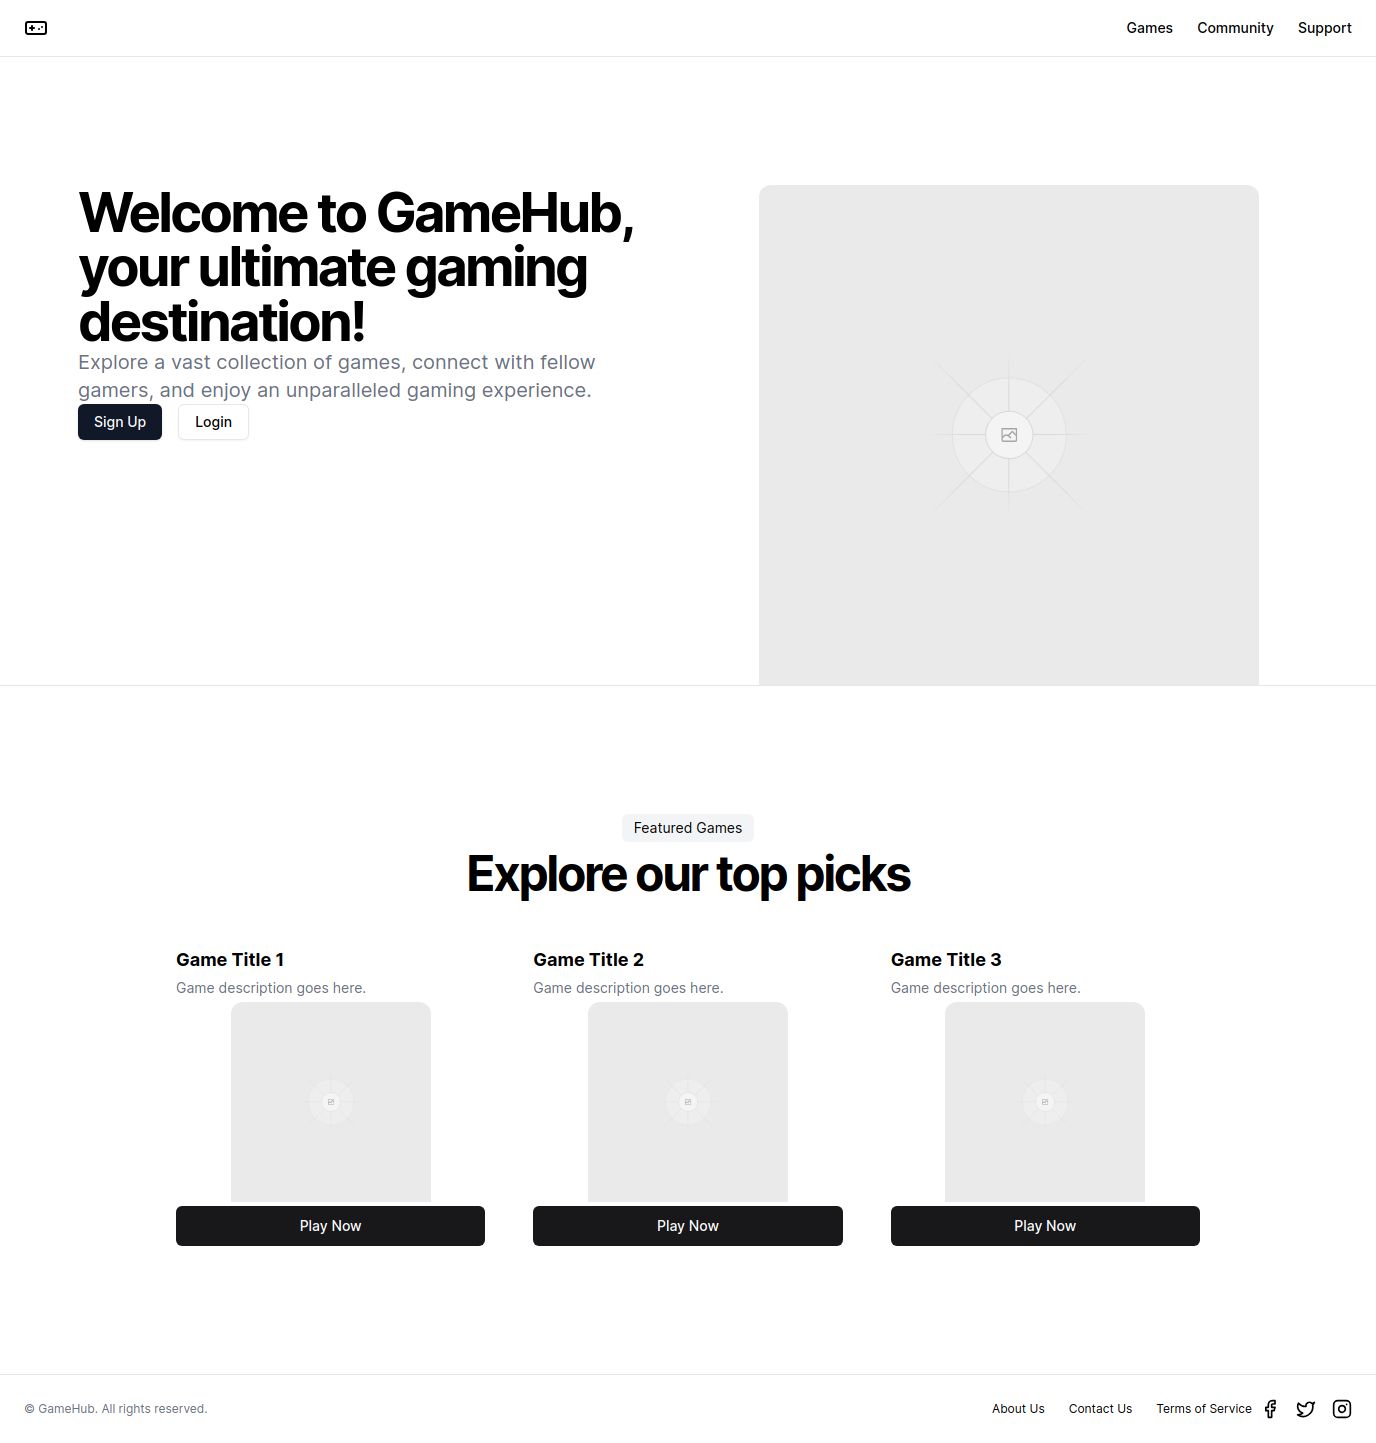 Games Community Support
Welcome to GameHub,
your ultimate gaming
destination!
Explore a vast collection of games, connect with fellow
gamers, and enjoy an unparalleled gaming experience.
Sign Up Login
Featured Games
Explore our top picks
Game Title 1
Game description goes here.
Play Now
Game Title 2
Game description goes here.
Play Now
Game Title 3
Game description goes here.
Play Now
© GameHub. All rights reserved.
About Us Contact Us Terms of Service